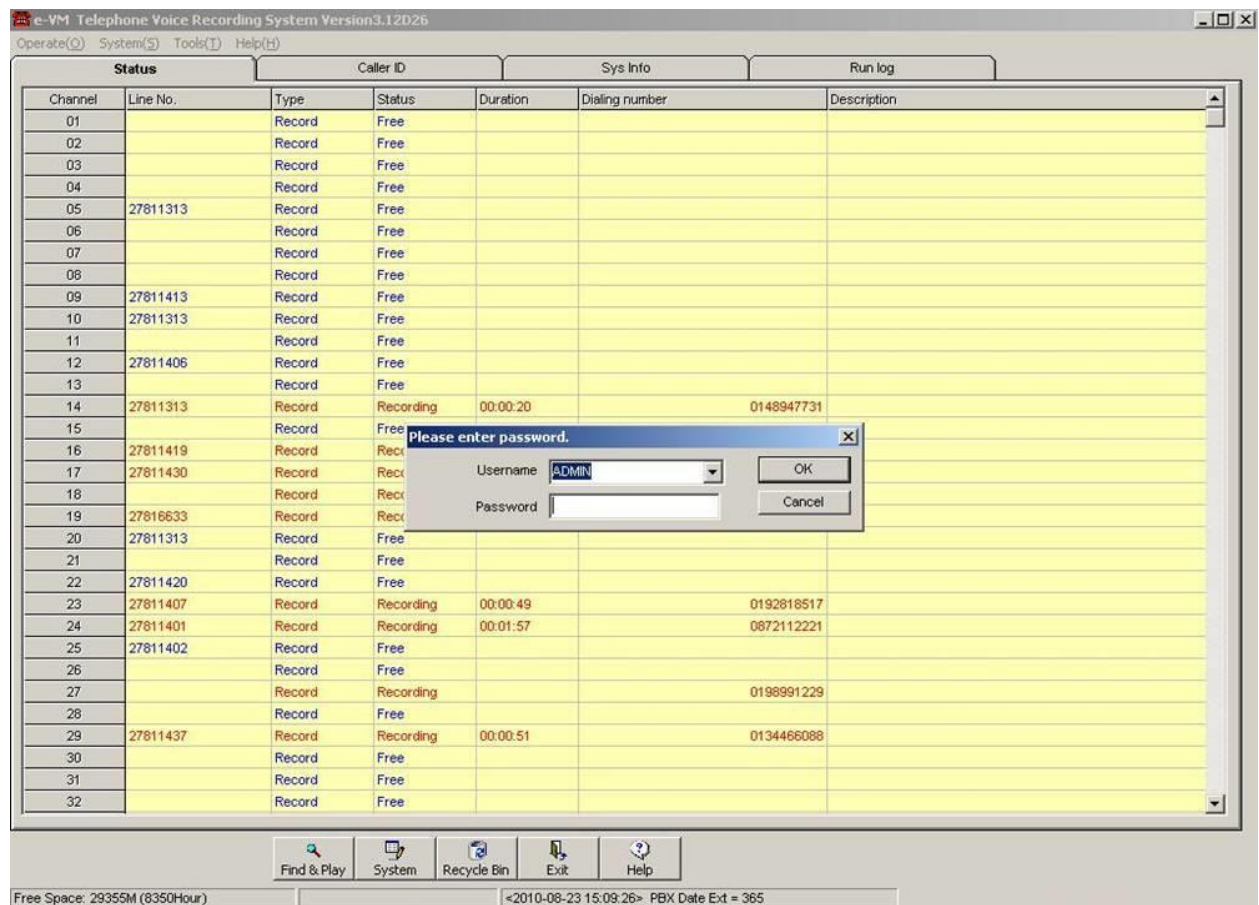 e-VM Telephone Voice Recording System Version3.12D26
Operate(O) System(S) Tools(T) Help(H)
Status Caller ID Sys Info Run log
Channel Line No. Type Status Duration Dialing number Description
01 Record Free
02 Record Free
03 Record Free
04 Record Free
05 27811313 Record Free
06 Record Free
07 Record Free
08 Record Free
09 27811413 Record Free
10 27811313 Record Free
11 Record Free
12 27811406 Record Free
13 Record Free
14 27811313 Record Recording 00:00:20 0148947731
15 Record Free
Please enter password.
16 27811419 Record Reco
Username ADMIN OK
17 27811430 Record Reco
18 Record Reco
Password Cancel
19 27816633 Record Reco
20 27811313 Record Free
21 Record Free
22 27811420 Record Free
23 27811407 Record Recording 00:00:49 0192818517
24 27811401 Record Recording 00:01:57 0872112221
25 27811402 Record Free
26 Record Free
27 Record Recording 0198991229
28 Record Free
29 27811437 Record Recording 00:00:51 0134466088
30 Record Free
31 Record Free
32 Record Free
Find & Play System Recycle Bin Exit Help
Free Space: 29355M (8350Hour) <2010-08-23 15:09:26> PBX Date Ext = 365